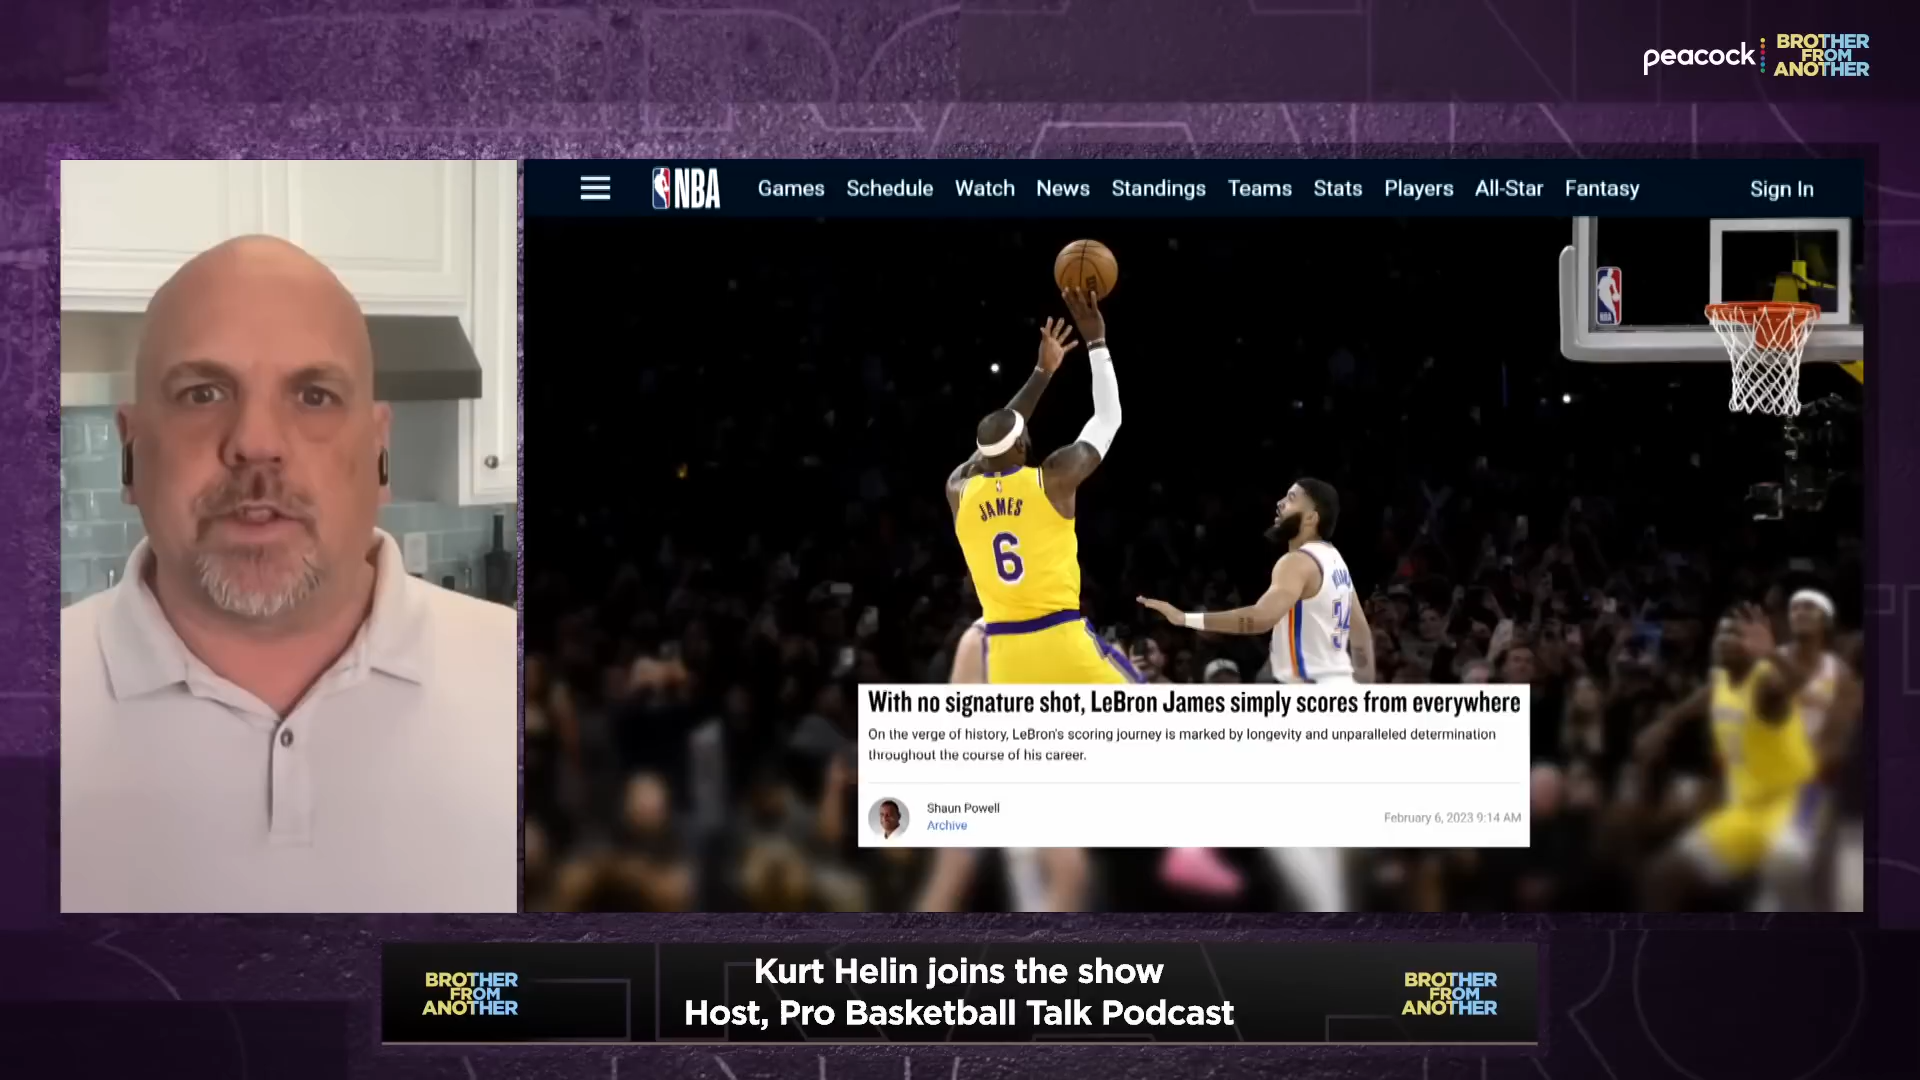 peacock
BROTHER
FROM
ANOTHER
NBA
Games Schedule Watch News Standings Teams Stats Players All-Star Fantasy Sign In
NBA
JAMES
6
34
With no signature shot, LeBron James simply scores from everywhere
On the verge of history, LeBron's scoring journey is marked by longevity and unparalleled determination
throughout the course of his career.
Shaun Powell
Archive
February 6, 2023 9:14 AM
BROTHER
FROM
ANOTHER
Kurt Helin joins the show
Host, Pro Basketball Talk Podcast
BROTHER
FROM
ANOTHER